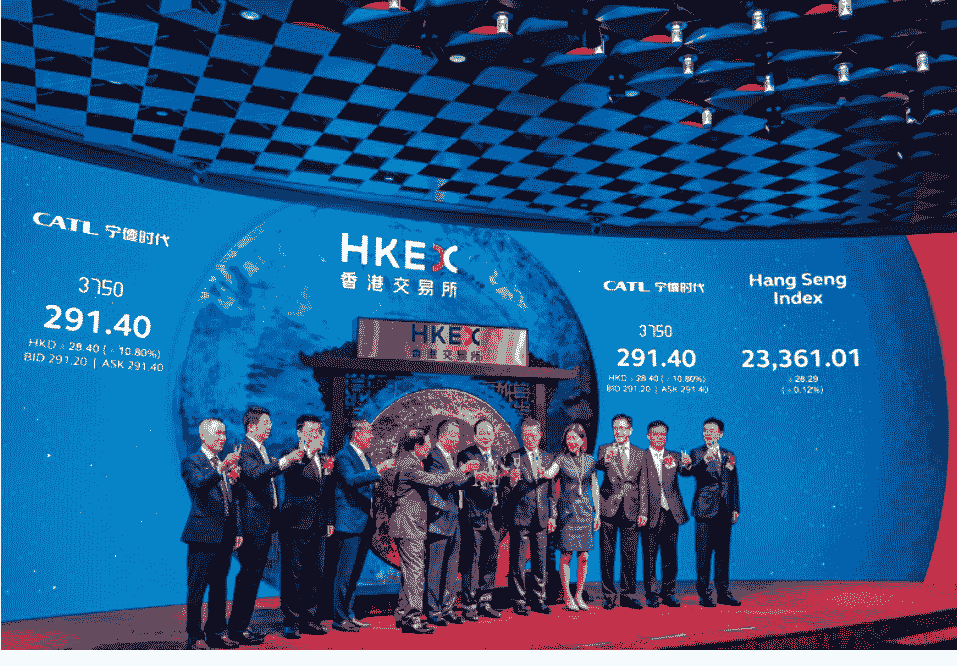 CATL 宁德时代
3750
291.40
HKD ▵ 28.40 (▵ 10.80%)
BID 291.20 | ASK 291.40
HKEX
香港交易所
HKEX
香港交易所
CATL 宁德时代
3750
291.40
HKD ▵ 28.40 (▵ 10.80%)
BID 291.20 | ASK 291.40
Hang Seng
Index
23,361.01
▵ 28.29
(▵ 0.12%)